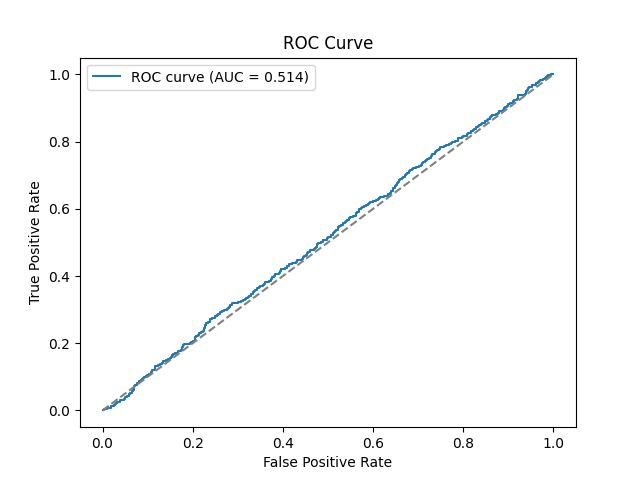 ROC Curve
ROC curve (AUC = 0.514)
1.0
0.8
0.6
0.4
0.2
0.0
True Positive Rate
0.0 0.2 0.4 0.6 0.8 1.0
False Positive Rate